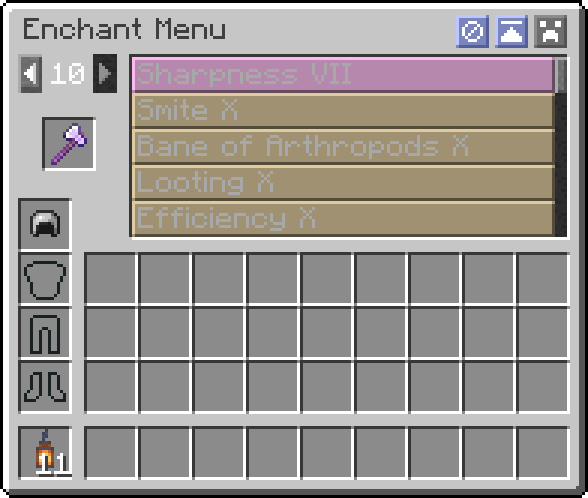 Enchant Menu
10
Sharpness VII
Smite X
Bane of Arthropods X
Looting X
Efficiency X
11